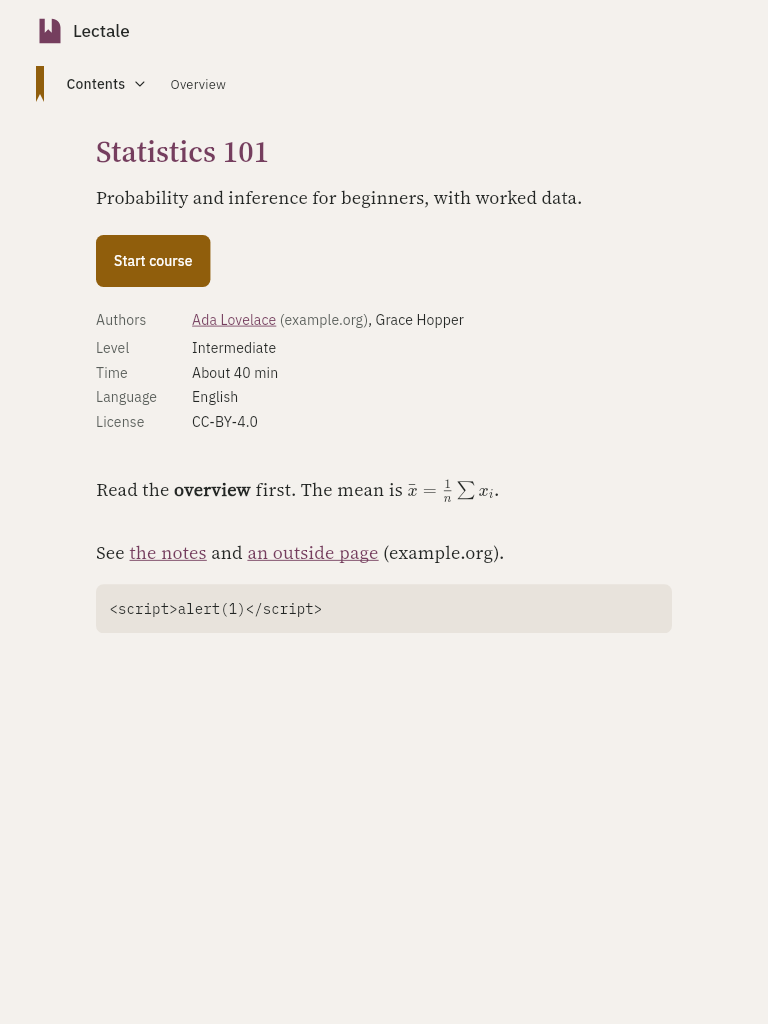 Lectale
Contents Overview
Statistics 101
Probability and inference for beginners, with worked data.
Start course
Authors Ada Lovelace (example.org), Grace Hopper
Level Intermediate
Time About 40 min
Language English
License CC-BY-4.0
Read the overview first. The mean is x̄ = 1/n ∑ xᵢ.
See the notes and an outside page (example.org).
<script>alert(1)</script>